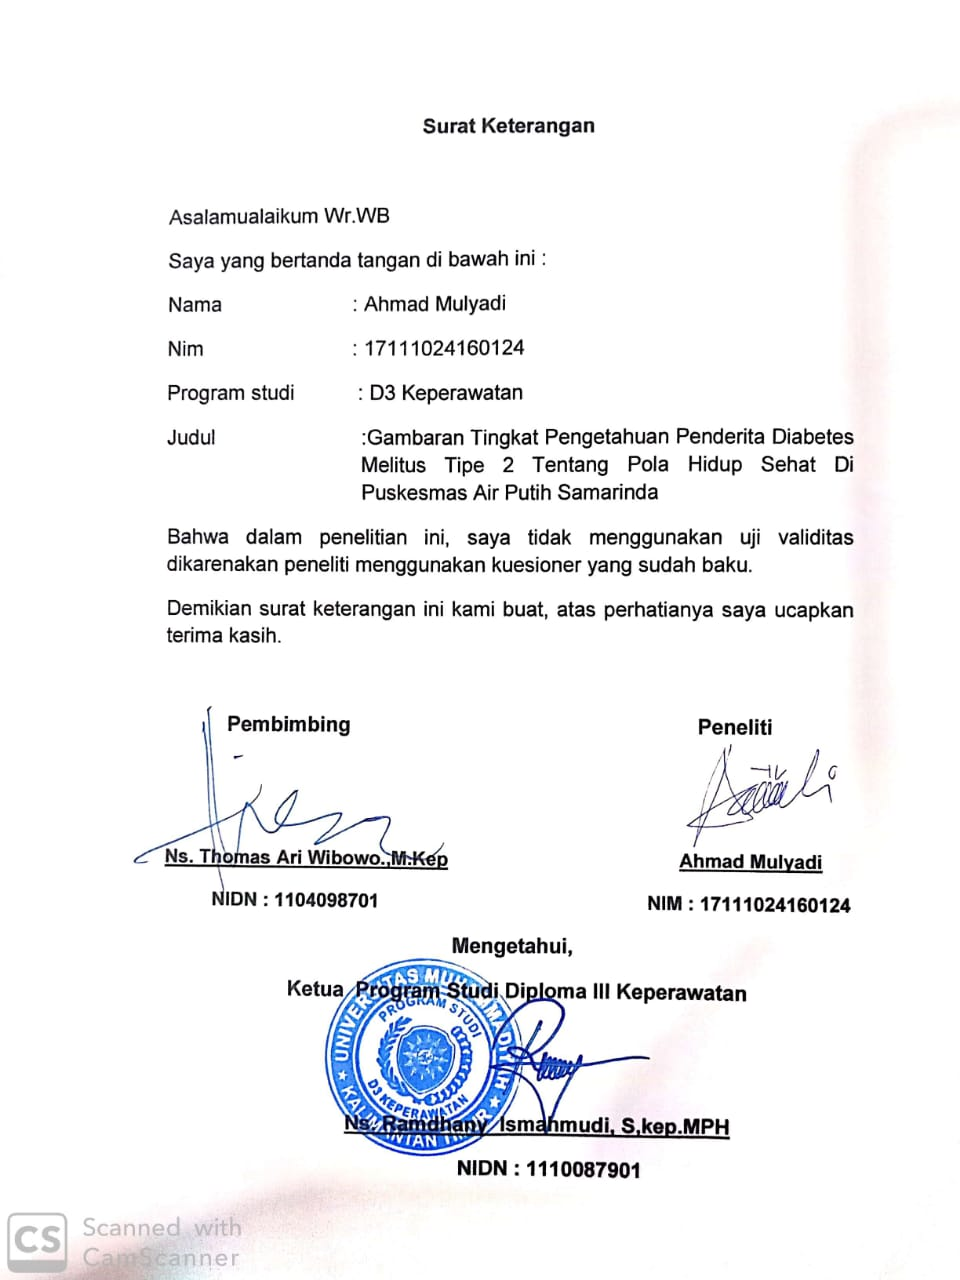 Surat Keterangan
Asalamualaikum Wr.WB
Saya yang bertanda tangan di bawah ini :
Nama : Ahmad Mulyadi
Nim : 17111024160124
Program studi : D3 Keperawatan
Judul :Gambaran Tingkat Pengetahuan Penderita Diabetes
Melitus Tipe 2 Tentang Pola Hidup Sehat Di
Puskesmas Air Putih Samarinda
Bahwa dalam penelitian ini, saya tidak menggunakan uji validitas
dikarenakan peneliti menggunakan kuesioner yang sudah baku.
Demikian surat keterangan ini kami buat, atas perhatianya saya ucapkan
terima kasih.
Pembimbing
Peneliti
Ns. Thomas Ari Wibowo.,M.Kep
Ahmad Mulyadi
NIDN : 1104098701
NIM : 17111024160124
Mengetahui,
Ketua Program Studi Diploma III Keperawatan
UNIVERSITAS MUHAMMADIYAH
KALIMANTAN TIMUR
PROGRAM STUDI
D3 KEPERAWATAN
Ns. Ramdhany Ismahmudi, S,kep.MPH
NIDN : 1110087901
CS Scanned with
CamScanner